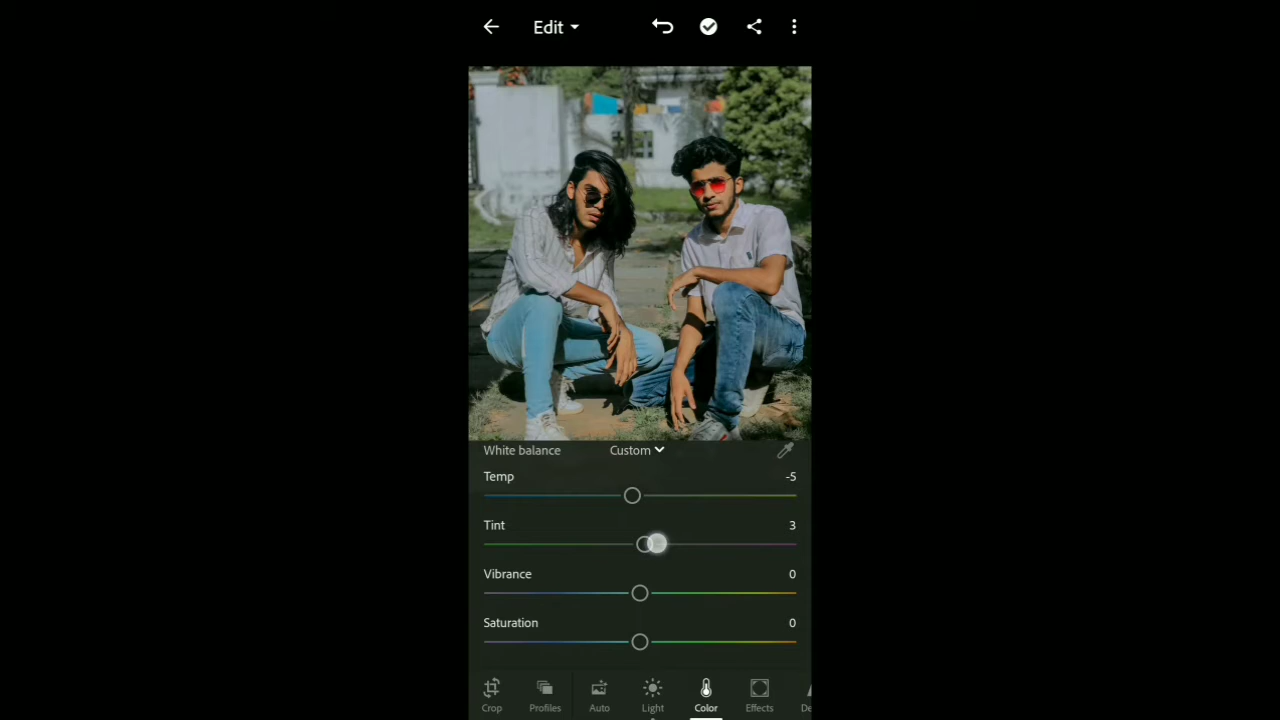 Edit
White balance Custom
Temp -5
Tint 3
Vibrance 0
Saturation 0
Crop Profiles Auto Light Color Effects